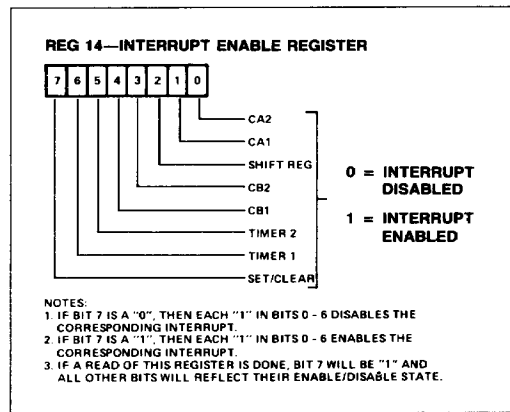 REG 14—INTERRUPT ENABLE REGISTER
7 6 5 4 3 2 1 0
CA2
CA1
SHIFT REG
CB2
CB1
TIMER 2
TIMER 1
SET/CLEAR
0 = INTERRUPT
DISABLED
1 = INTERRUPT
ENABLED
NOTES:
1. IF BIT 7 IS A "0", THEN EACH "1" IN BITS 0 - 6 DISABLES THE
CORRESPONDING INTERRUPT.
2. IF BIT 7 IS A "1", THEN EACH "1" IN BITS 0 - 6 ENABLES THE
CORRESPONDING INTERRUPT.
3. IF A READ OF THIS REGISTER IS DONE, BIT 7 WILL BE "1" AND
ALL OTHER BITS WILL REFLECT THEIR ENABLE/DISABLE STATE.